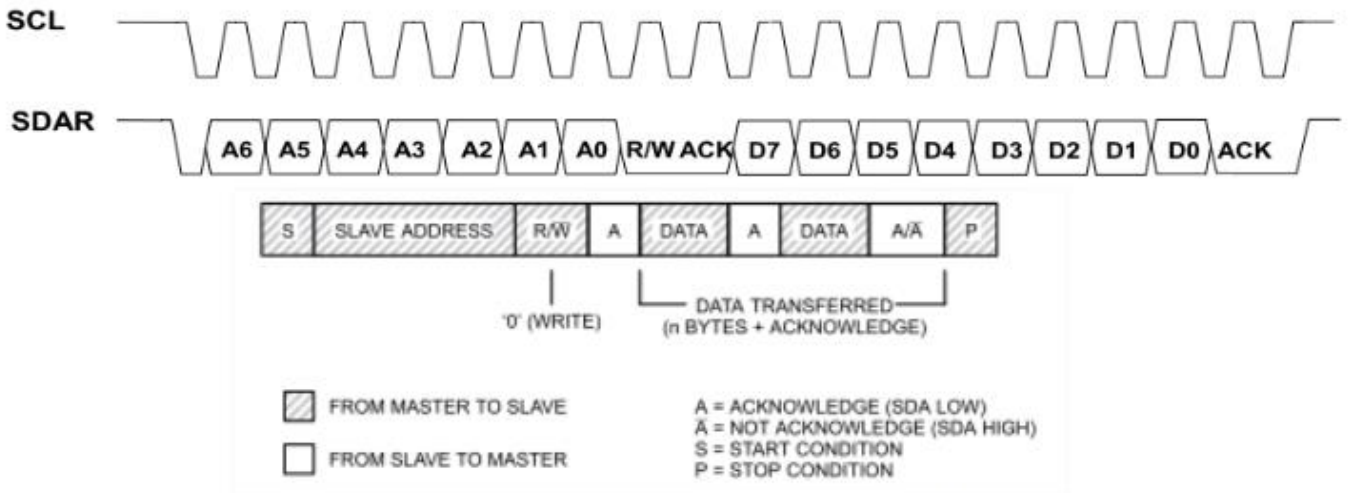 SCL
SDAR
A6 A5 A4 A3 A2 A1 A0 R/W ACK D7 D6 D5 D4 D3 D2 D1 D0 ACK
S SLAVE ADDRESS R/W̅ A DATA A DATA A/A̅ P
'0' (WRITE)
DATA TRANSFERRED
(n BYTES + ACKNOWLEDGE)
FROM MASTER TO SLAVE
FROM SLAVE TO MASTER
A = ACKNOWLEDGE (SDA LOW)
A̅ = NOT ACKNOWLEDGE (SDA HIGH)
S = START CONDITION
P = STOP CONDITION